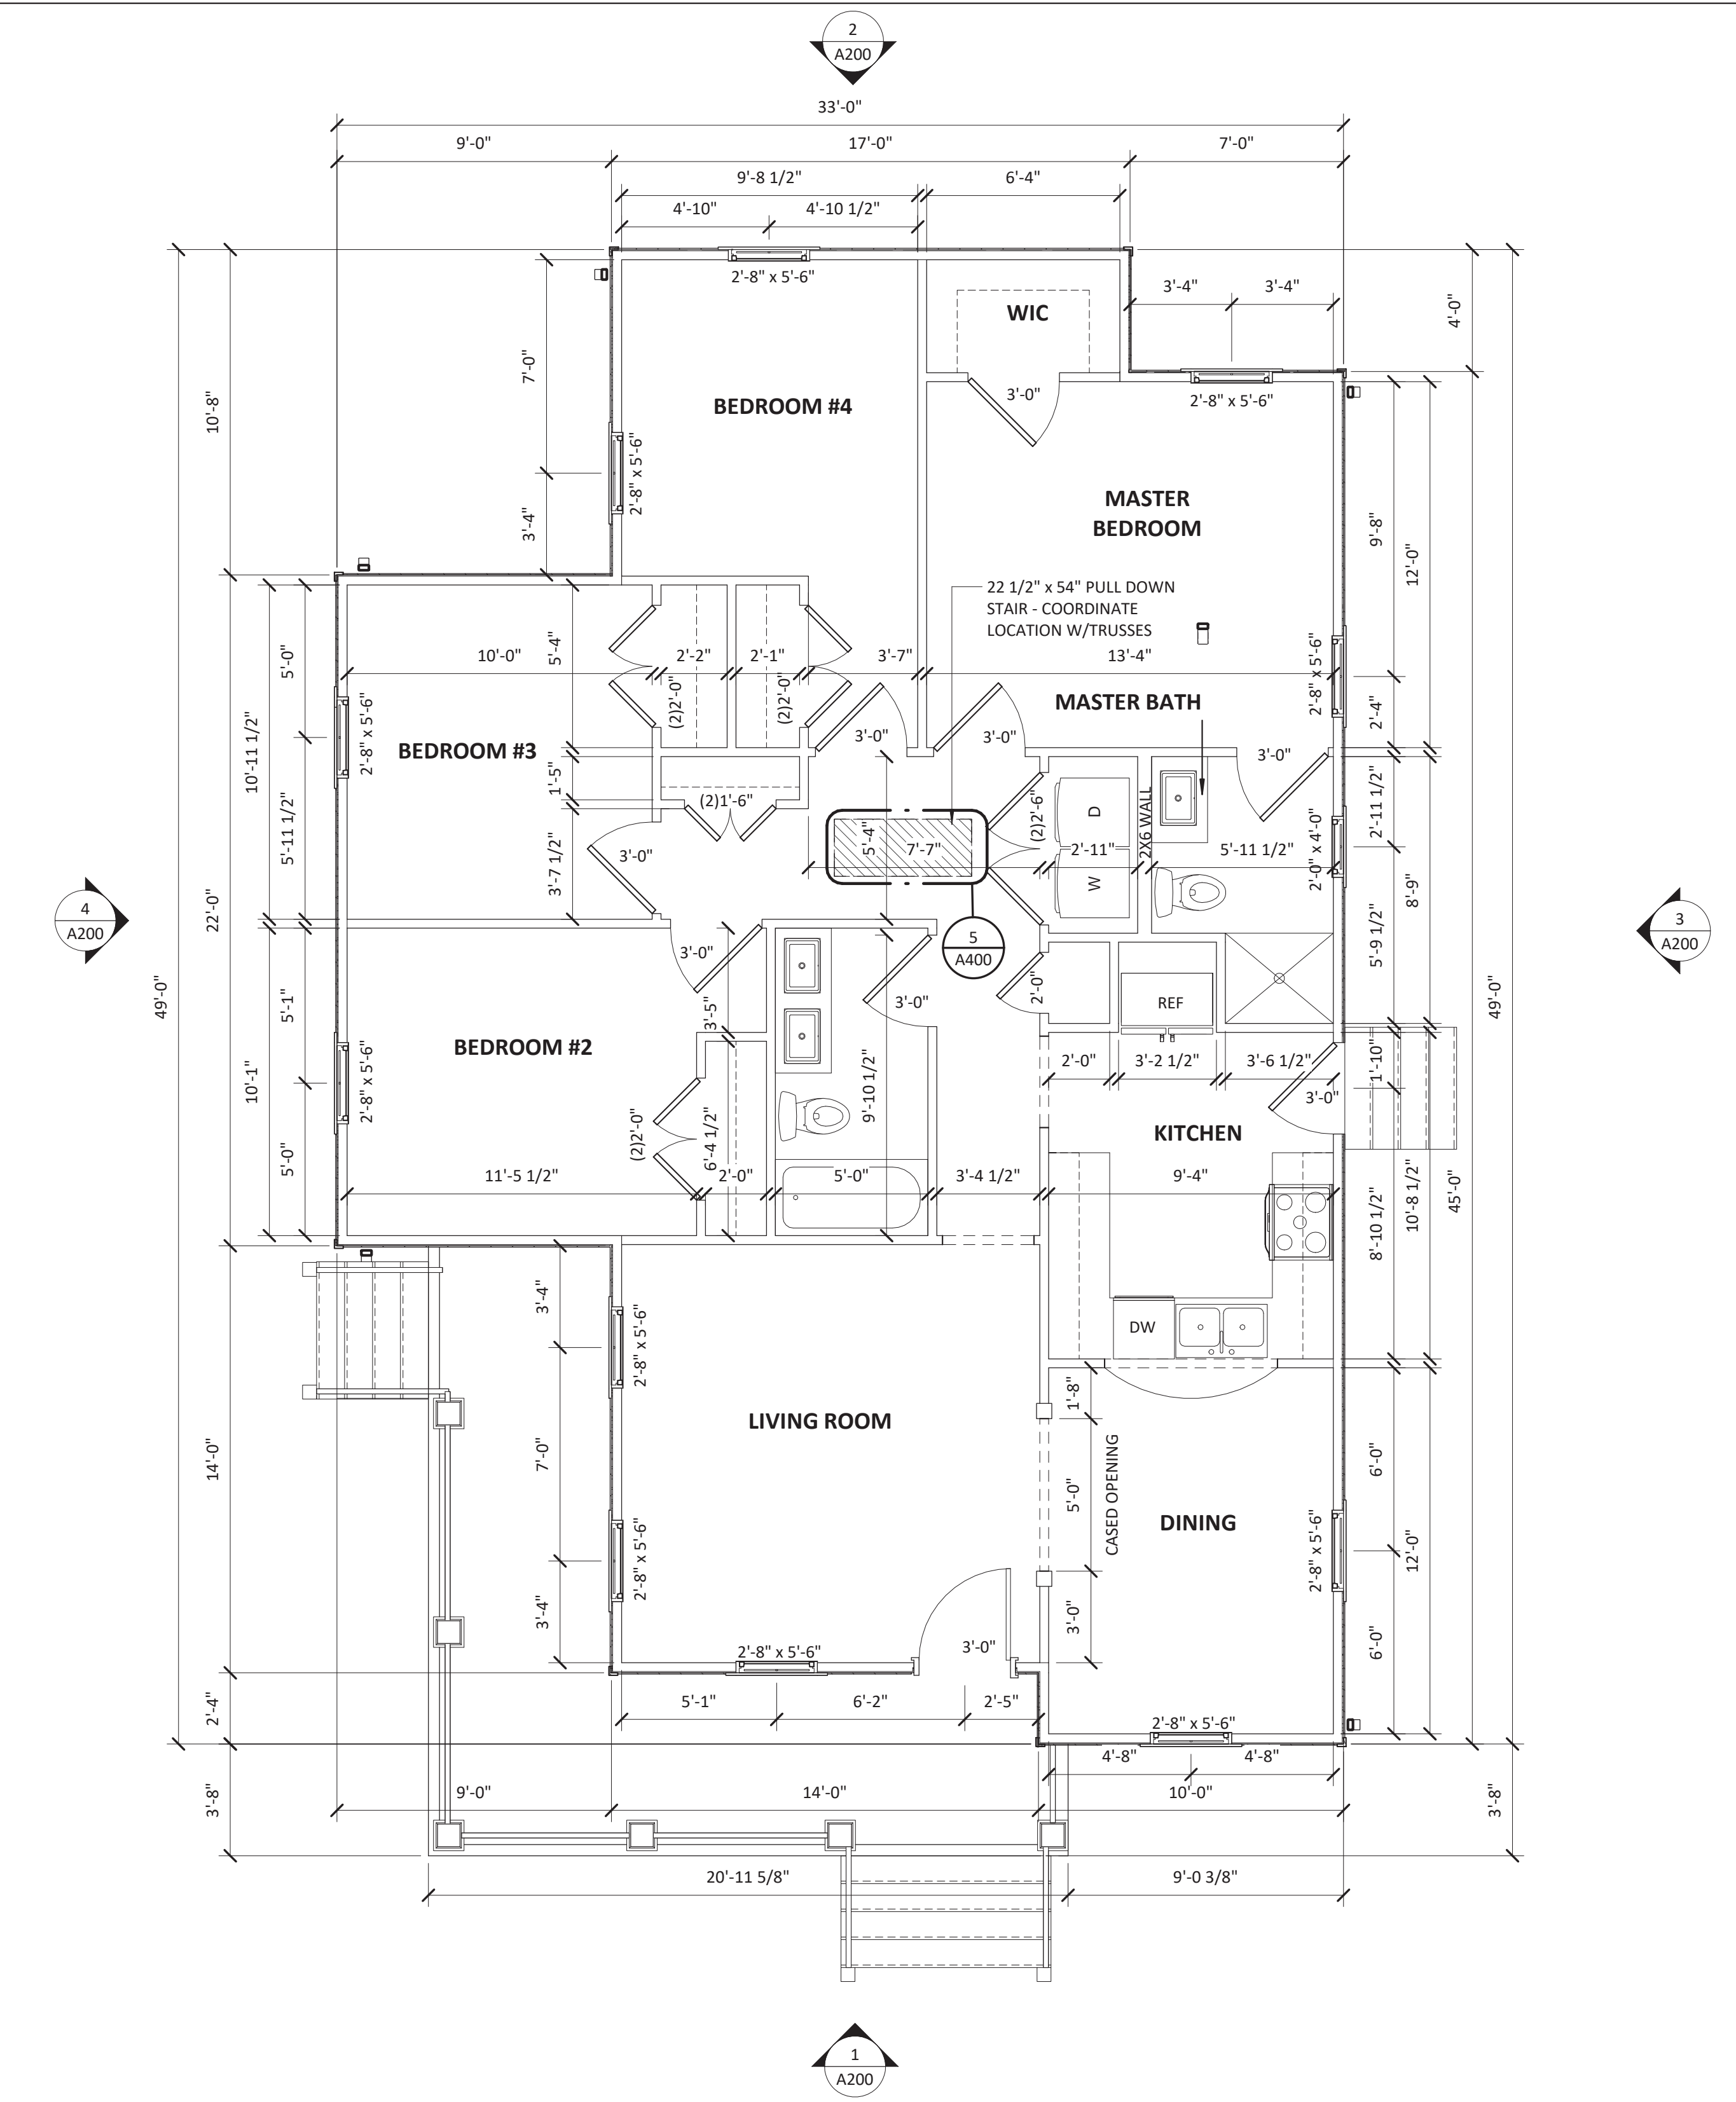 2
A200
33'-0"
9'-0"
17'-0"
7'-0"
9'-8 1/2"
6'-4"
4'-10"
4'-10 1/2"
2'-8" x 5'-6"
WIC
3'-4"
3'-4"
4'-0"
7'-0"
10'-8"
BEDROOM #4
3'-0"
2'-8" x 5'-6"
2'-8" x 5'-6"
3'-4"
MASTER
BEDROOM
9'-8"
12'-0"
22 1/2" x 54" PULL DOWN
STAIR - COORDINATE
LOCATION W/TRUSSES
5'-0"
5'-4"
10'-0"
2'-2"
2'-1"
3'-7"
13'-4"
2'-8" x 5'-6"
(2)2'-0"
(2)2'-0"
MASTER BATH
2'-4"
10'-11 1/2"
2'-8" x 5'-6"
BEDROOM #3
3'-0"
3'-0"
3'-0"
1'-5"
(2)1'-6"
(2)2'-6"
D
2X6 WALL
2'-11 1/2"
5'-11 1/2"
3'-0"
5'-4"
7'-7"
2'-11"
5'-11 1/2"
2'-0" x 4'-0"
3'-7 1/2"
W
8'-9"
4
A200
22'-0"
3
A200
3'-0"
5
A400
5'-9 1/2"
49'-0"
5'-1"
3'-5"
3'-0"
2'-0"
REF
49'-0"
BEDROOM #2
2'-8" x 5'-6"
10'-1"
9'-10 1/2"
2'-0"
3'-2 1/2"
3'-6 1/2"
1'-10"
3'-0"
KITCHEN
(2)2'-0"
6'-4 1/2"
5'-0"
11'-5 1/2"
2'-0"
5'-0"
3'-4 1/2"
9'-4"
8'-10 1/2"
10'-8 1/2"
45'-0"
3'-4"
2'-8" x 5'-6"
DW
1'-8"
LIVING ROOM
14'-0"
7'-0"
5'-0"
CASED OPENING
6'-0"
DINING
2'-8" x 5'-6"
2'-8" x 5'-6"
12'-0"
3'-4"
3'-0"
6'-0"
2'-8" x 5'-6"
3'-0"
2'-4"
5'-1"
6'-2"
2'-5"
2'-8" x 5'-6"
4'-8"
4'-8"
3'-8"
9'-0"
14'-0"
10'-0"
3'-8"
20'-11 5/8"
9'-0 3/8"
1
A200